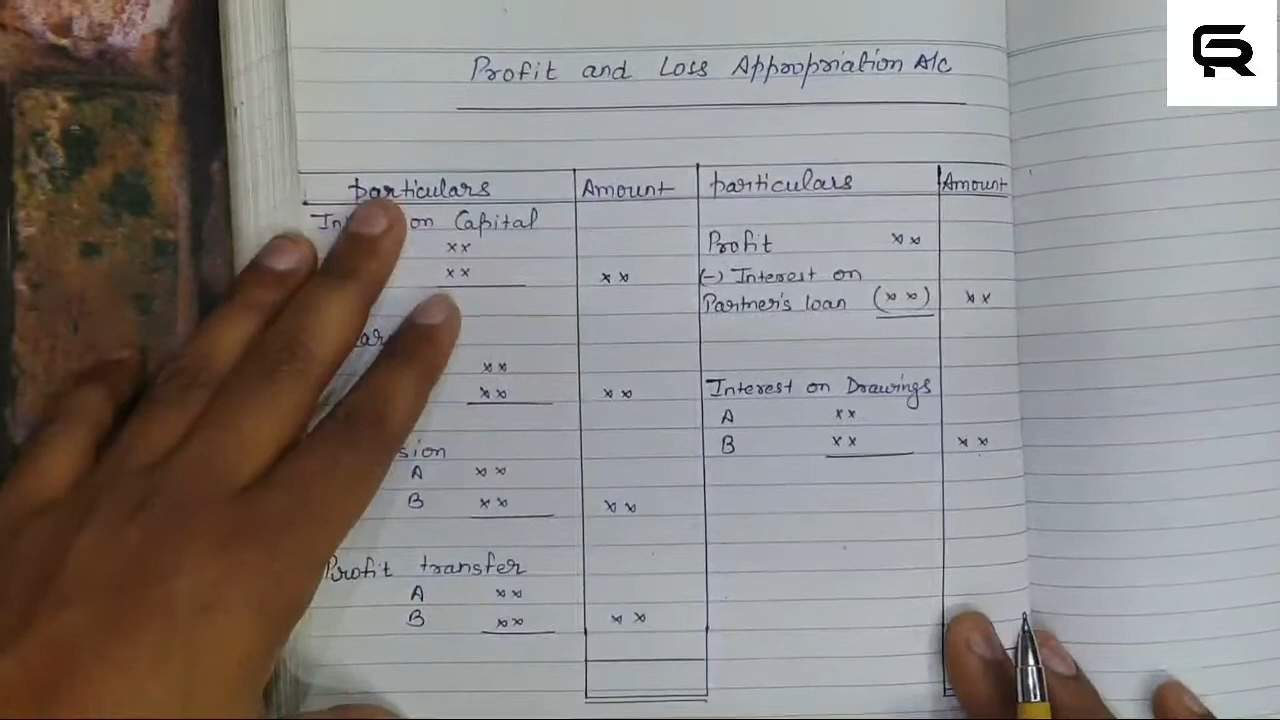 GR
Profit and Loss Appropriation A/c
particulars Amount particulars Amount
on Capital
xx
xx xx
xx
xx xx
A xx
B xx xx
Profit transfer
A xx
B xx xx
Profit xx
(-) Interest on
Partner's loan (xx) xx
Interest on Drawings
A xx
B xx xx